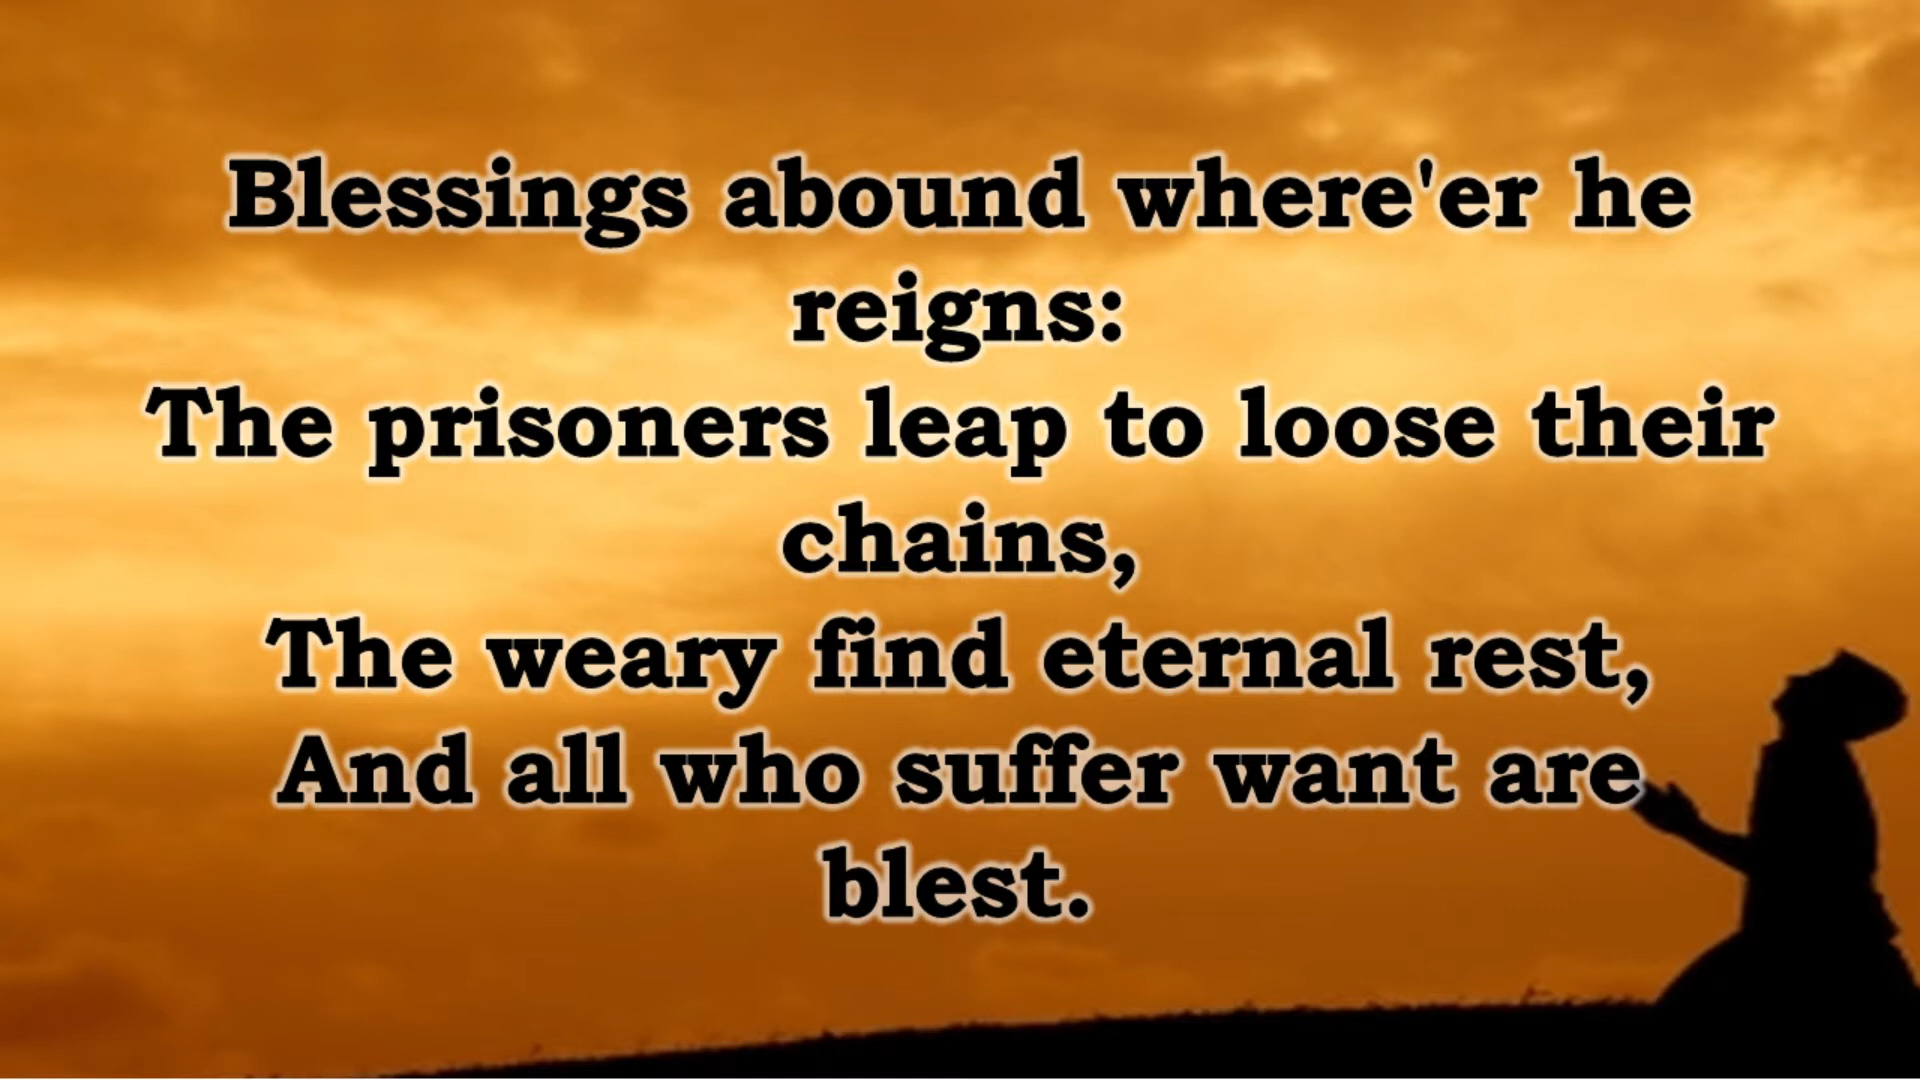 Blessings abound where'er he
reigns:
The prisoners leap to loose their
chains,
The weary find eternal rest,
And all who suffer want are
blest.